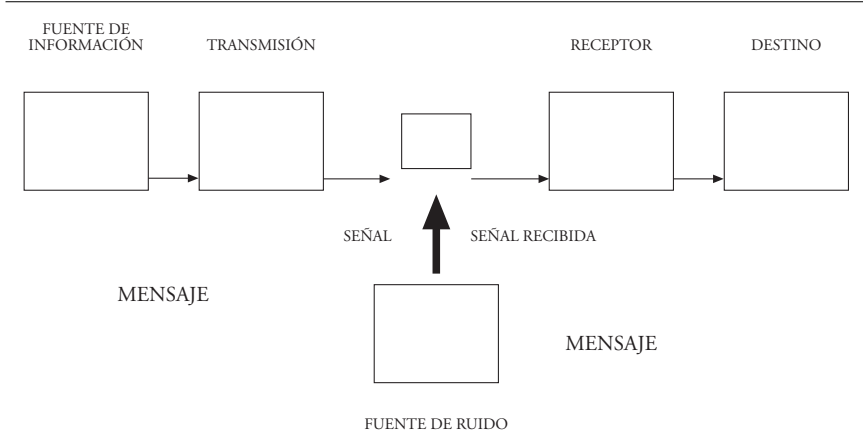 FUENTE DE
INFORMACIÓN
TRANSMISIÓN
RECEPTOR
DESTINO
SEÑAL
SEÑAL RECIBIDA
MENSAJE
MENSAJE
FUENTE DE RUIDO